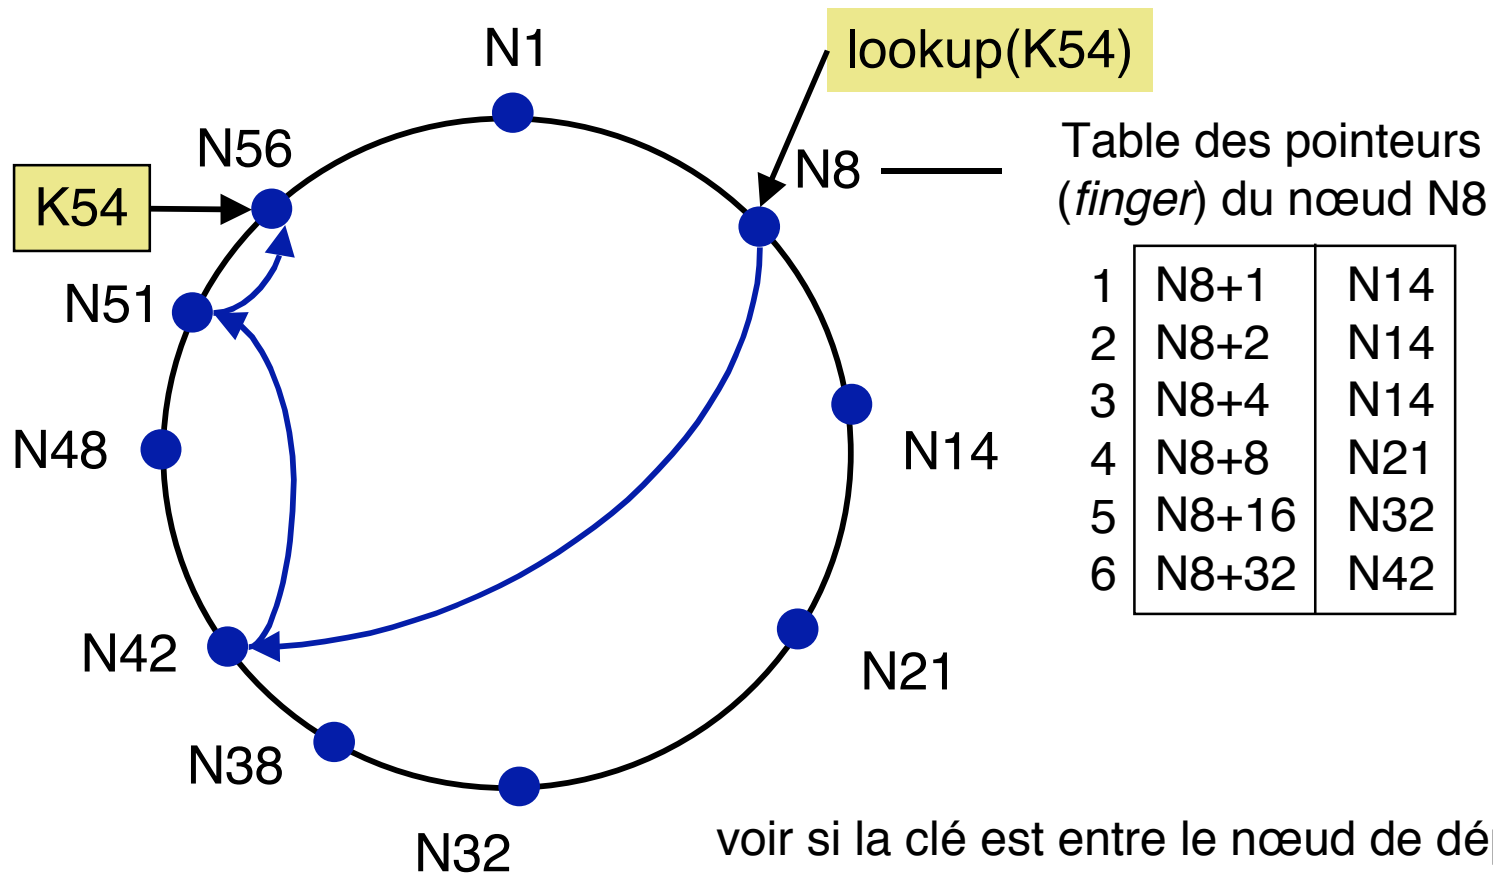 N1
lookup(K54)
N56
N8
Table des pointeurs
(finger) du nœud N8
K54
N51
1 N8+1 N14
2 N8+2 N14
3 N8+4 N14
4 N8+8 N21
5 N8+16 N32
6 N8+32 N42
N48
N14
N42
N21
N38
N32
voir si la clé est entre le nœud de